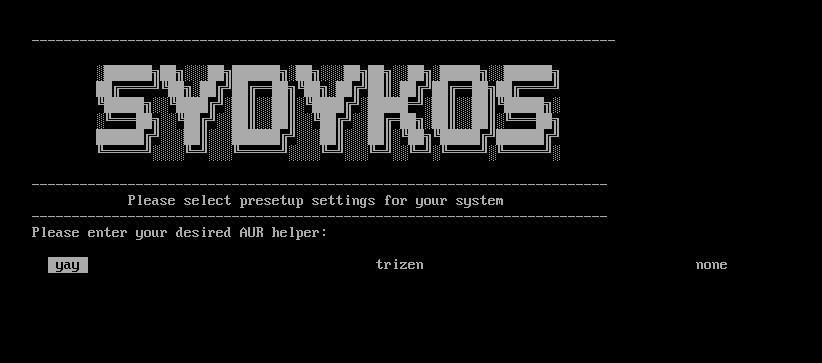 SYDYKOS
Please select presetup settings for your system
Please enter your desired AUR helper:
yay trizen none